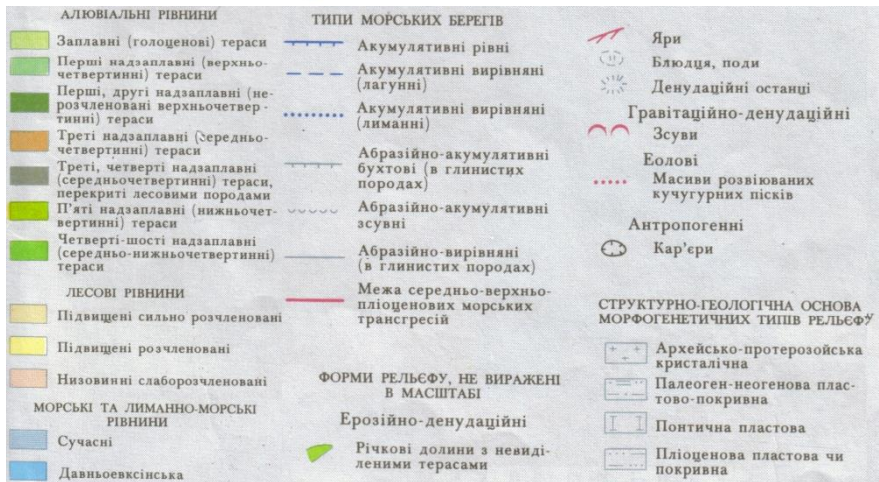 АЛЮВІАЛЬНІ РІВНИНИ
Заплавні (голоценові) тераси
Перші надзаплавні (верхньо-
четвертинні) тераси
Перші, другі надзаплавні (не-
розчленовані верхньочетвер-
тинні) тераси
Треті надзаплавні (середньо-
четвертинні) тераси
Треті, четверті надзаплавні
(середньочетвертинні) тераси,
перекриті лесовими породами
П'яті надзаплавні (нижньочет-
вертинні) тераси
Четверті-шості надзаплавні
(середньо-нижньочетвертинні)
тераси
ЛЕСОВІ РІВНИНИ
Підвищені сильно розчленовані
Підвищені розчленовані
Низовинні слаборозчленовані
МОРСЬКІ ТА ЛИМАННО-МОРСЬКІ
РІВНИНИ
Сучасні
Давньоевксінська
ТИПИ МОРСЬКИХ БЕРЕГІВ
Акумулятивні рівні
Акумулятивні вирівняні
(лагунні)
Акумулятивні вирівняні
(лиманні)
Абразійно-акумулятивні
бухтові (в глинистих
породах)
Абразійно-акумулятивні
зсувні
Абразійно-вирівняні
(в глинистих породах)
Межа середньо-верхньо-
пліоценових морських
трансгресій
ФОРМИ РЕЛЬЄФУ, НЕ ВИРАЖЕНІ
В МАСШТАБІ
Ерозійно-денудаційні
Річкові долини з невиді-
леними терасами
Яри
Блюдця, поди
Денудаційні останці
Гравітаційно-денудаційні
Зсуви
Еолові
Масиви розвіюваних
кучугурних пісків
Антропогенні
Кар'єри
СТРУКТУРНО-ГЕОЛОГІЧНА ОСНОВА
МОРФОГЕНЕТИЧНИХ ТИПІВ РЕЛЬЄФУ
Архейсько-протерозойська
кристалічна
Палеоген-неогенова плас-
тово-покривна
Понтична пластова
Пліоценова пластова чи
покривна